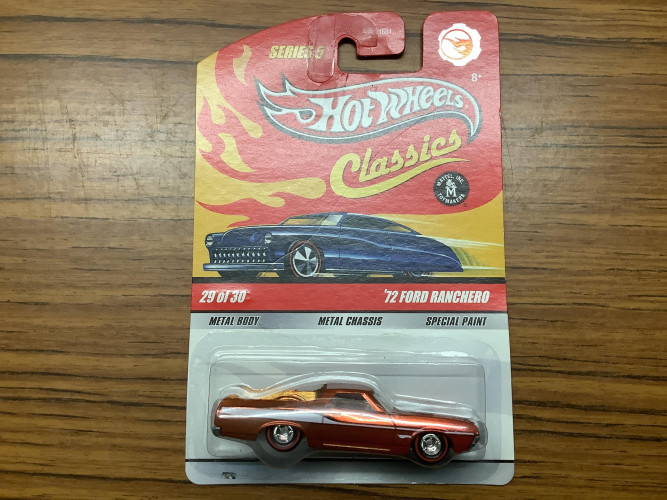 SERIES 5
8+
Hot Wheels
Classics
MATTEL, INC.
M
TOYMAKERS
29 of 30
'72 FORD RANCHERO
METAL BODY METAL CHASSIS SPECIAL PAINT